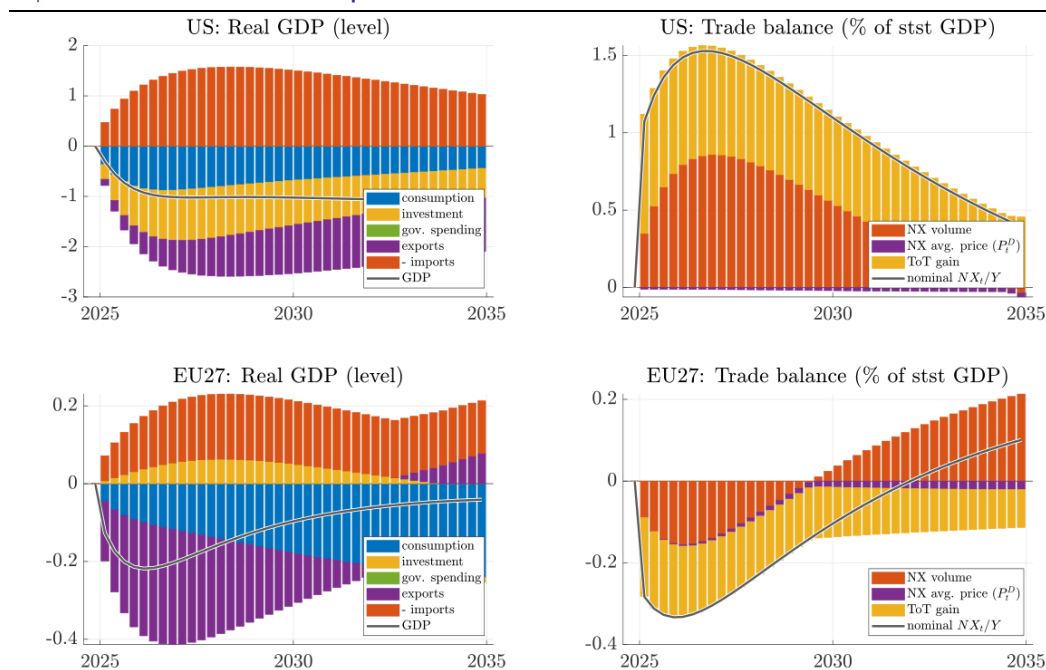 US: Real GDP (level)
2
1
0
-1
-2
-3
2025
2030
2035
consumption
investment
gov. spending
exports
- imports
GDP
US: Trade balance (% of stst GDP)
1.5
1
0.5
0
2025
2030
2035
NX volume
NX avg. price (P_t^D)
ToT gain
nominal NX_t/Y
EU27: Real GDP (level)
0.2
0
-0.2
-0.4
2025
2030
2035
consumption
investment
gov. spending
exports
- imports
GDP
EU27: Trade balance (% of stst GDP)
0.2
0
-0.2
-0.4
2025
2030
2035
NX volume
NX avg. price (P_t^D)
ToT gain
nominal NX_t/Y